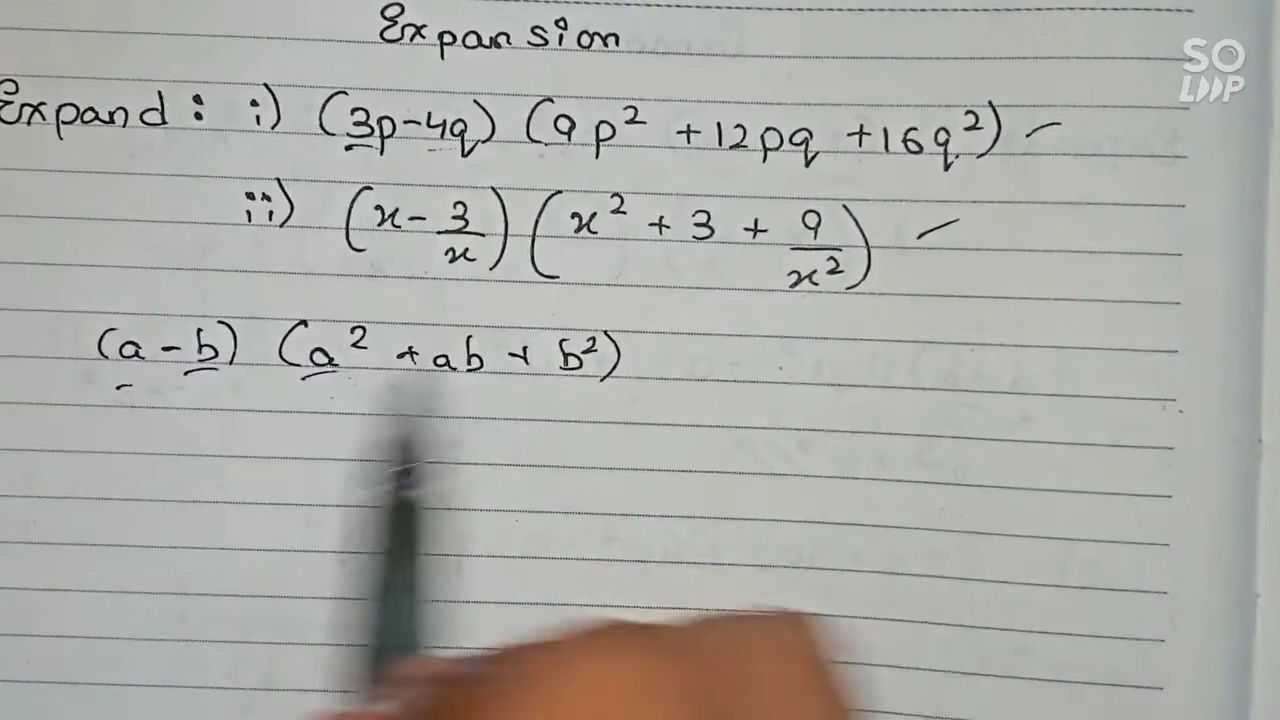 Expansion
SO LOOP
Expand : i) (3p-4q) (9p² +12pq +16q²)
ii) (x - 3/x) (x² + 3 + 9/x²)
(a - b) (a² + ab + b²)